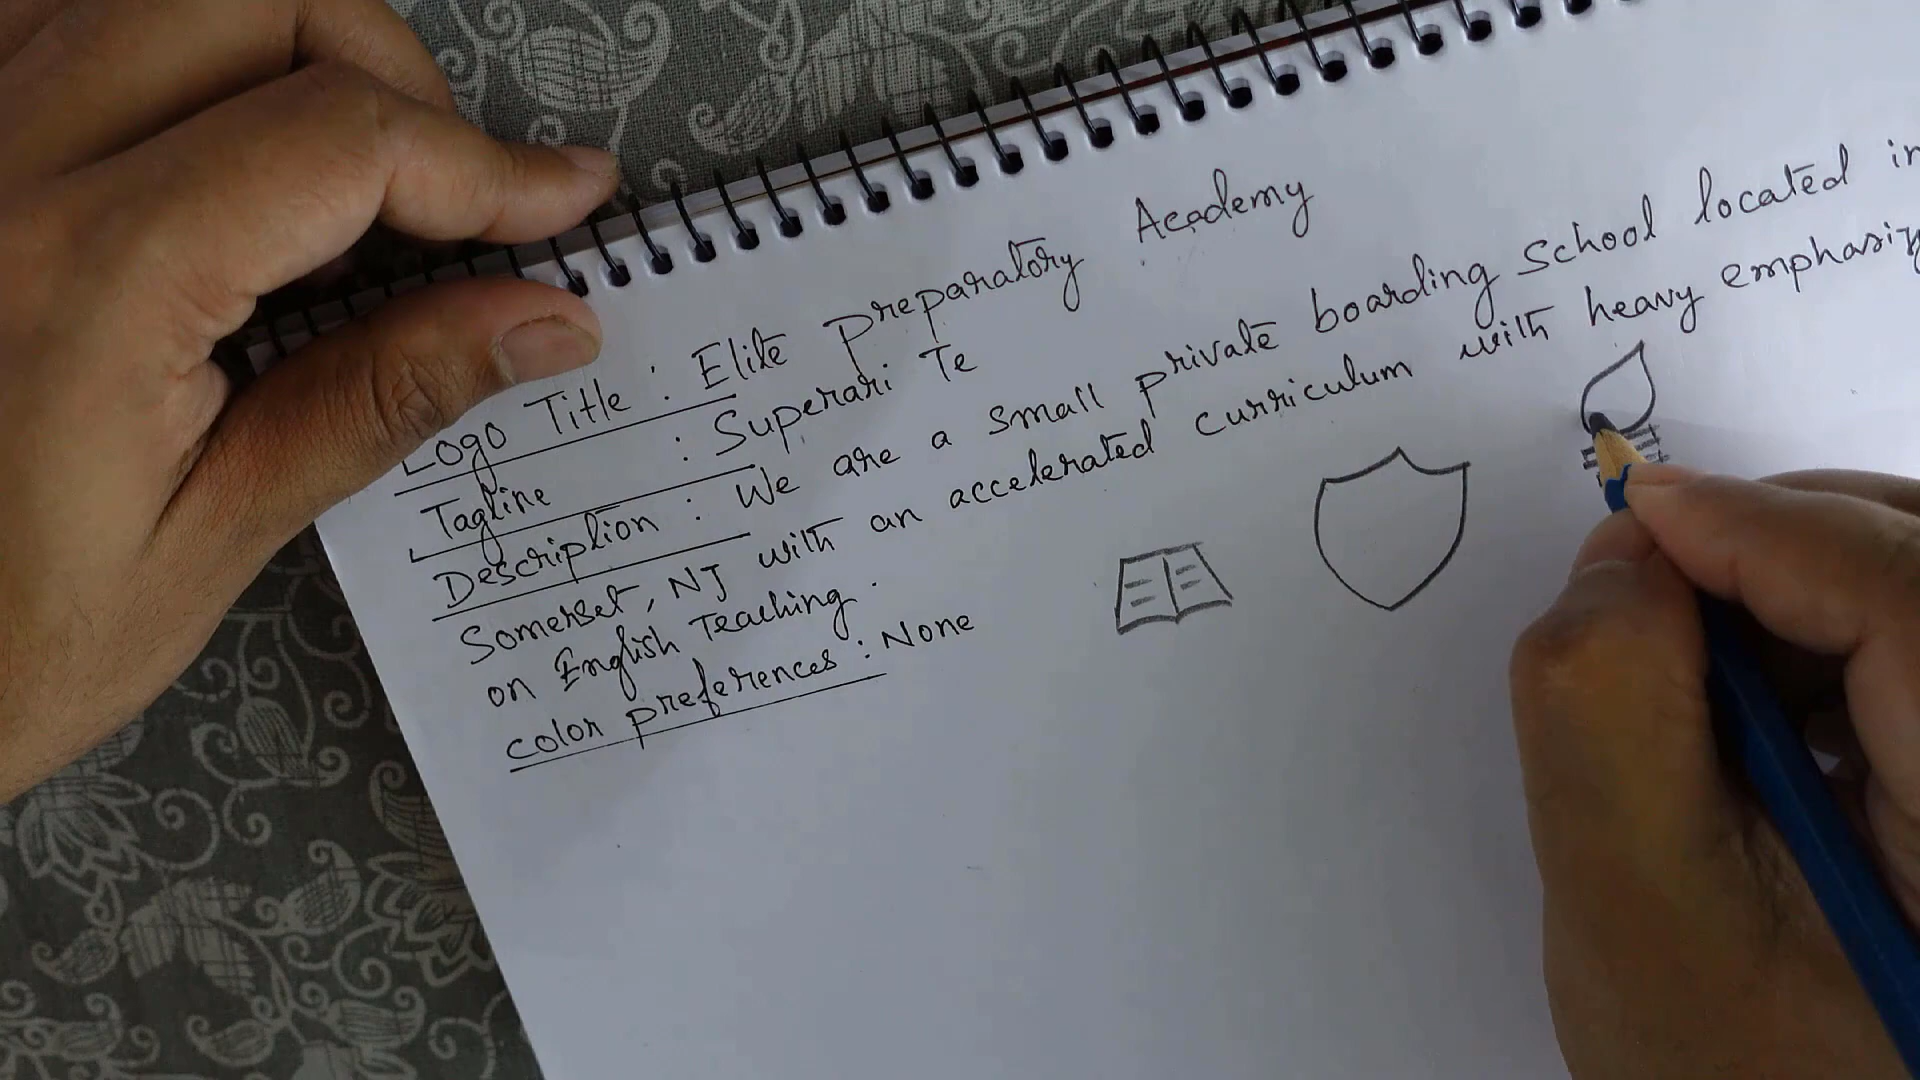 Logo Title : Elite Preparatory Academy
Tagline : Superari Te
Description : We are a small private boarding School located in
Somerset, NJ with an accelerated curriculum with heavy
on English Teaching.
color preferences : None